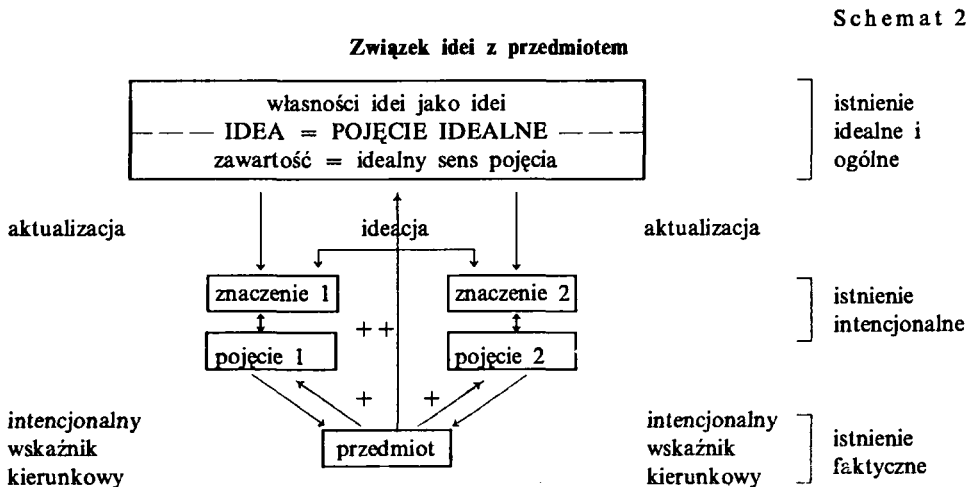 Schemat 2
Związek idei z przedmiotem
własności idei jako idei
IDEA = POJĘCIE IDEALNE
zawartość = idealny sens pojęcia
istnienie
idealne i
ogólne
aktualizacja
ideacja
aktualizacja
znaczenie 1
znaczenie 2
++
pojęcie 1
pojęcie 2
istnienie
intencjonalne
+
+
intencjonalny
wskaźnik
kierunkowy
przedmiot
intencjonalny
wskaźnik
kierunkowy
istnienie
faktyczne